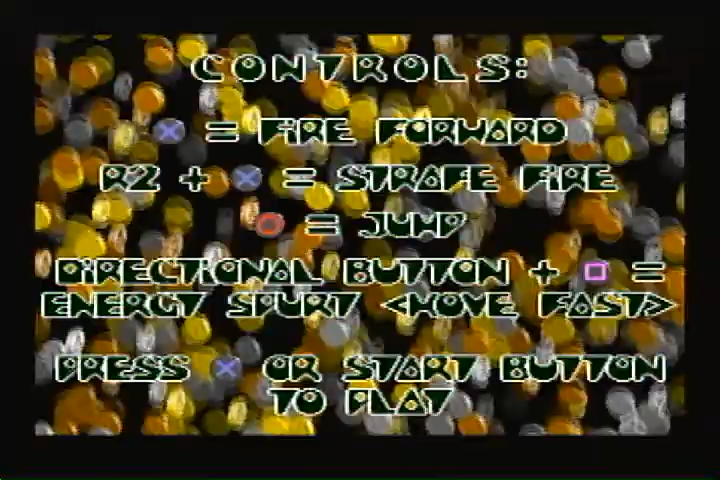 CONTROLS:
X = FIRE FORWARD
R2 + X = STRAFE FIRE
O = JUMP
DIRECTIONAL BUTTON + □ =
ENERGY SPURT <MOVE FAST>
PRESS X OR START BUTTON
TO PLAY